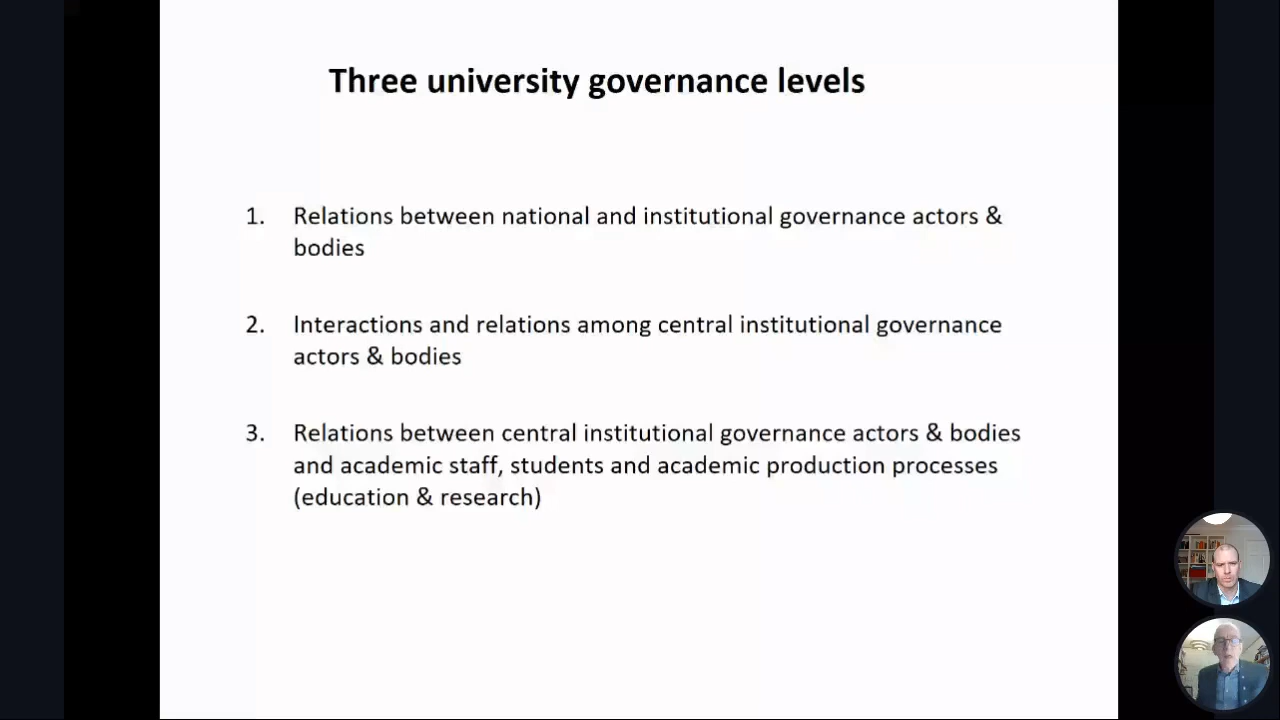 Three university governance levels
1. Relations between national and institutional governance actors &
bodies
2. Interactions and relations among central institutional governance
actors & bodies
3. Relations between central institutional governance actors & bodies
and academic staff, students and academic production processes
(education & research)